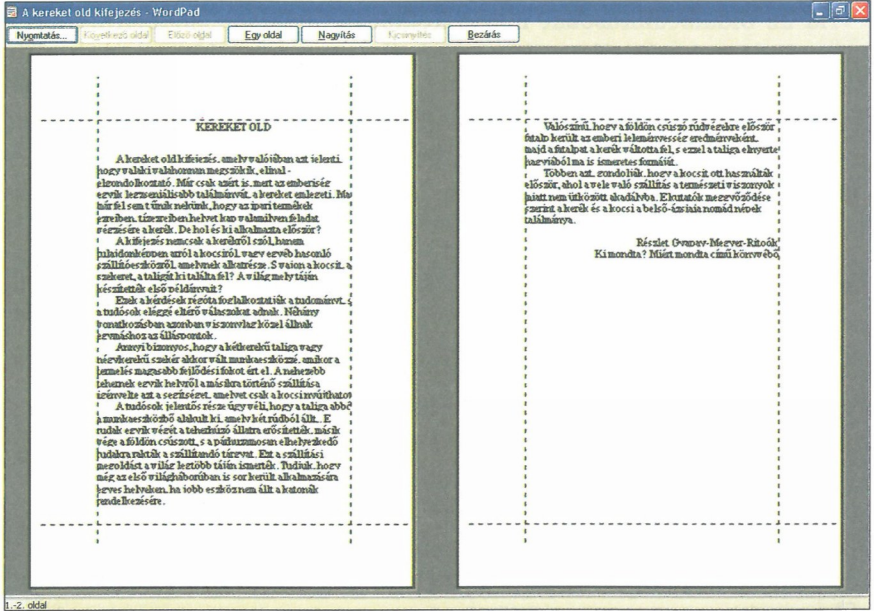 A kereket old kifejezés - WordPad
Nyomtatás... Következő oldal Előző oldal Egy oldal Nagyítás Kicsinyítés Bezárás
KEREKET OLD
A kereket old kifejezés, amely valójában azt jelenti,
hogy valaki valahonnan megszökik, elinal -
elgondolkoztató. Már csak azért is, mert az emberiség
egyik legzseniálisabb találmányát, a kereket emlegeti. Ma
már fel sem tűnik nekünk, hogy az ipari termékek
ezreiben, tízezreiben helyet kap valamilyen feladat
végzésére a kerék. De hol és ki alkalmazta először?
A kifejezés nemcsak a kerékről szól, hanem
tulajdonképpen arról a kocsiról, vagy egyéb hasonló
szállítóeszközről, amelynek alkatrésze. S vajon a kocsit, a
szekeret, a taligát ki találta fel? A világ mely táján
készítették első példányait?
Ezek a kérdések régóta foglalkoztatják a tudományt, s
a tudósok eléggé eltérő válaszokat adnak. Néhány
vonatkozásban azonban viszonylag közel állnak
egymáshoz az álláspontok.
Annyi bizonyos, hogy a kétkerekű taliga vagy
négykerekű szekér akkor vált munkaeszközzé, amikor a
termelés magasabb fejlődési fokot ért el. A nehezebb
terhek egyik helyről a másikra történő szállítása
igényelte azt a segítséget, amelyet csak a kocsi nyújthatot
A tudósok jelentős része úgy véli, hogy a taliga abbó
a munkaeszközbő alakult ki, amely két rúdból állt. E
rudak egyik végét a teherhúzó állatra erősítették, másik
vége a földön csúszott, s a párhuzamosan elhelyezkedő
rudakra rakták a szállítandó tárgyat. Ezt a szállítási
megoldást a világ legtöbb táján ismerték. Tudjuk, hogy
még az első világháborúban is sor került alkalmazására
egyes helyeken, ha jobb eszköz nem állt a katonák
rendelkezésére.
Valószínű, hogy a földön csúszó rúdvégekre először
fatalp került az emberi leleményesség eredményeként,
majd a fatalpat a kerék váltotta fel, s ezzel a taliga elnyerte
nagyjából ma is ismeretes formáját.
Többen azt gondolják, hogy a kocsit ott használták
először, ahol a vele való szállítás a természeti viszonyok
miatt nem ütközött akadályba. E kutatók meggyőződése
szerint a kerék és a kocsi a belső-ázsiai nomád népek
találmánya.
Részlet O. Nagy-Megyer-Ritoók
Ki mondta? Miért mondta című könyvéből
1.-2. oldal